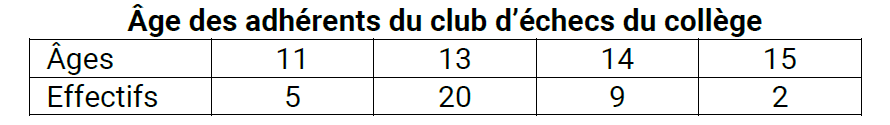 Âge des adhérents du club d’échecs du collège
Âges 11 13 14 15
Effectifs 5 20 9 2